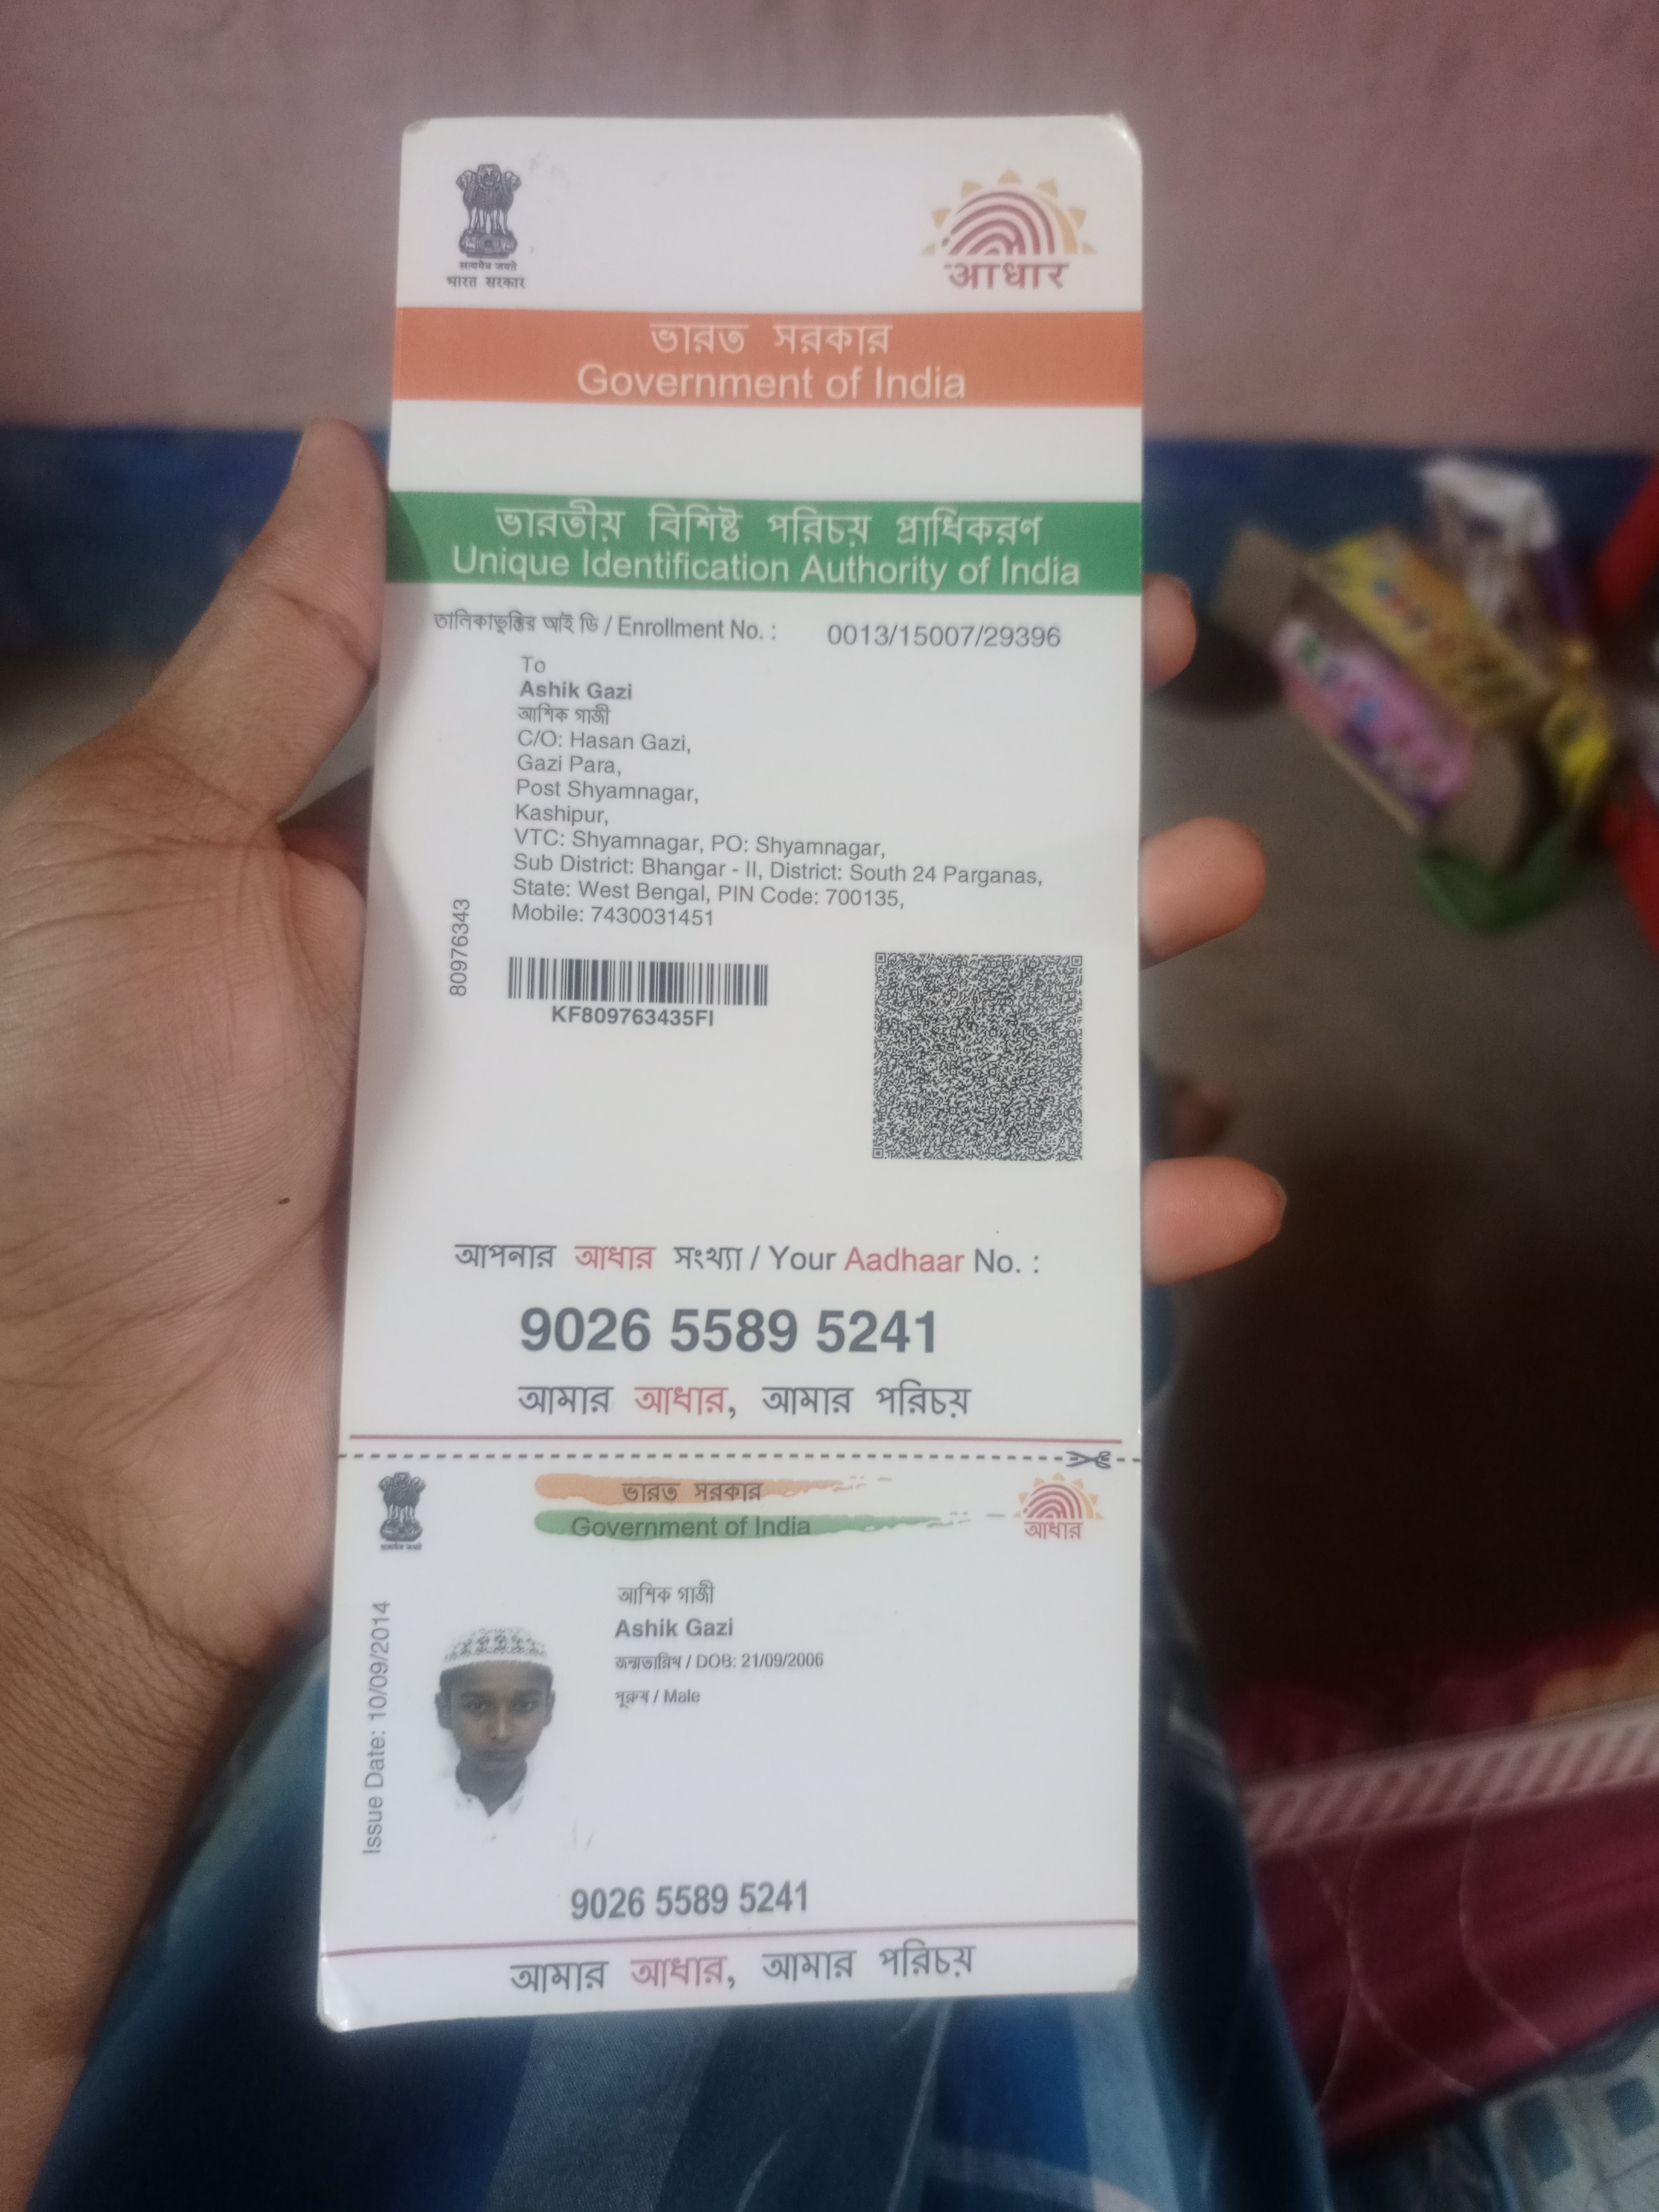 सत्यमेव जयते
भारत सरकार
आधार
ভারত সরকার
Government of India
ভারতীয় বিশিষ্ট পরিচয় প্রাধিকরণ
Unique Identification Authority of India
তালিকাভুক্তির আই ডি / Enrollment No. : 0013/15007/29396
To
Ashik Gazi
আশিক গাজী
C/O: Hasan Gazi,
Gazi Para,
Post Shyamnagar,
Kashipur,
VTC: Shyamnagar, PO: Shyamnagar,
Sub District: Bhangar - II, District: South 24 Parganas,
State: West Bengal, PIN Code: 700135,
Mobile: 7430031451
80976343
KF809763435FI
আপনার আধার সংখ্যা / Your Aadhaar No. :
9026 5589 5241
আমার আধার, আমার পরিচয়
ভারত সরকার
Government of India
আধার
Issue Date: 10/09/2014
আশিক গাজী
Ashik Gazi
জন্মতারিখ / DOB: 21/09/2006
পুরুষ / Male
9026 5589 5241
আমার আধার, আমার পরিচয়